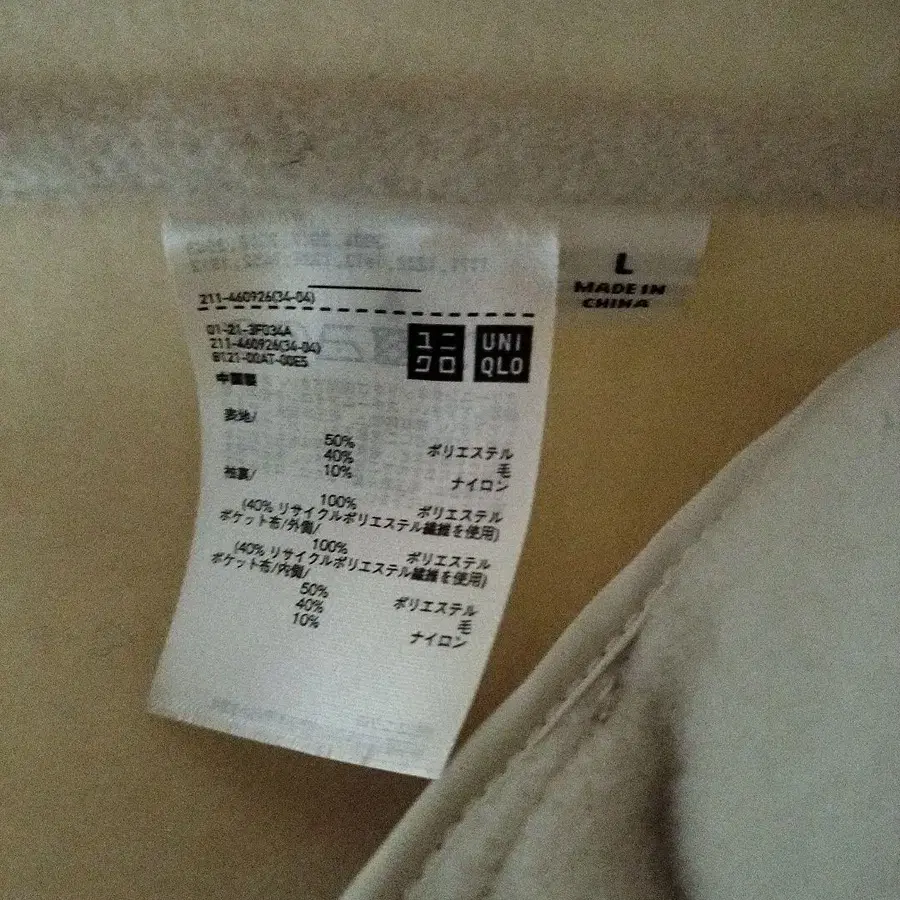 211-460926(34-04)
01-21-3F034A
211-460926(34-04)
8121-00AT-00E5
ユニクロ
UNIQLO
中国製
表地/
50% ポリエステル
40% 毛
10% ナイロン
袖裏/
100% ポリエステル
(40% リサイクルポリエステル繊維を使用)
ポケット布/外側/
100% ポリエステル
(40% リサイクルポリエステル繊維を使用)
ポケット布/内側/
50% ポリエステル
40% 毛
10% ナイロン
L
MADE IN
CHINA